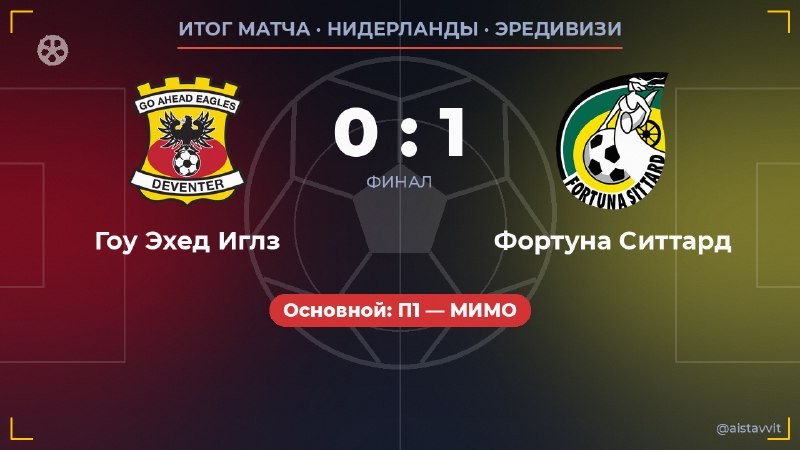 ИТОГ МАТЧА · НИДЕРЛАНДЫ · ЭРЕДИВИЗИ
GO AHEAD EAGLES
DEVENTER
0 : 1
ФИНАЛ
FORTUNA SITTARD
Гоу Эхед Иглз
Фортуна Ситтард
Основной: П1 — МИМО
@aistavvit